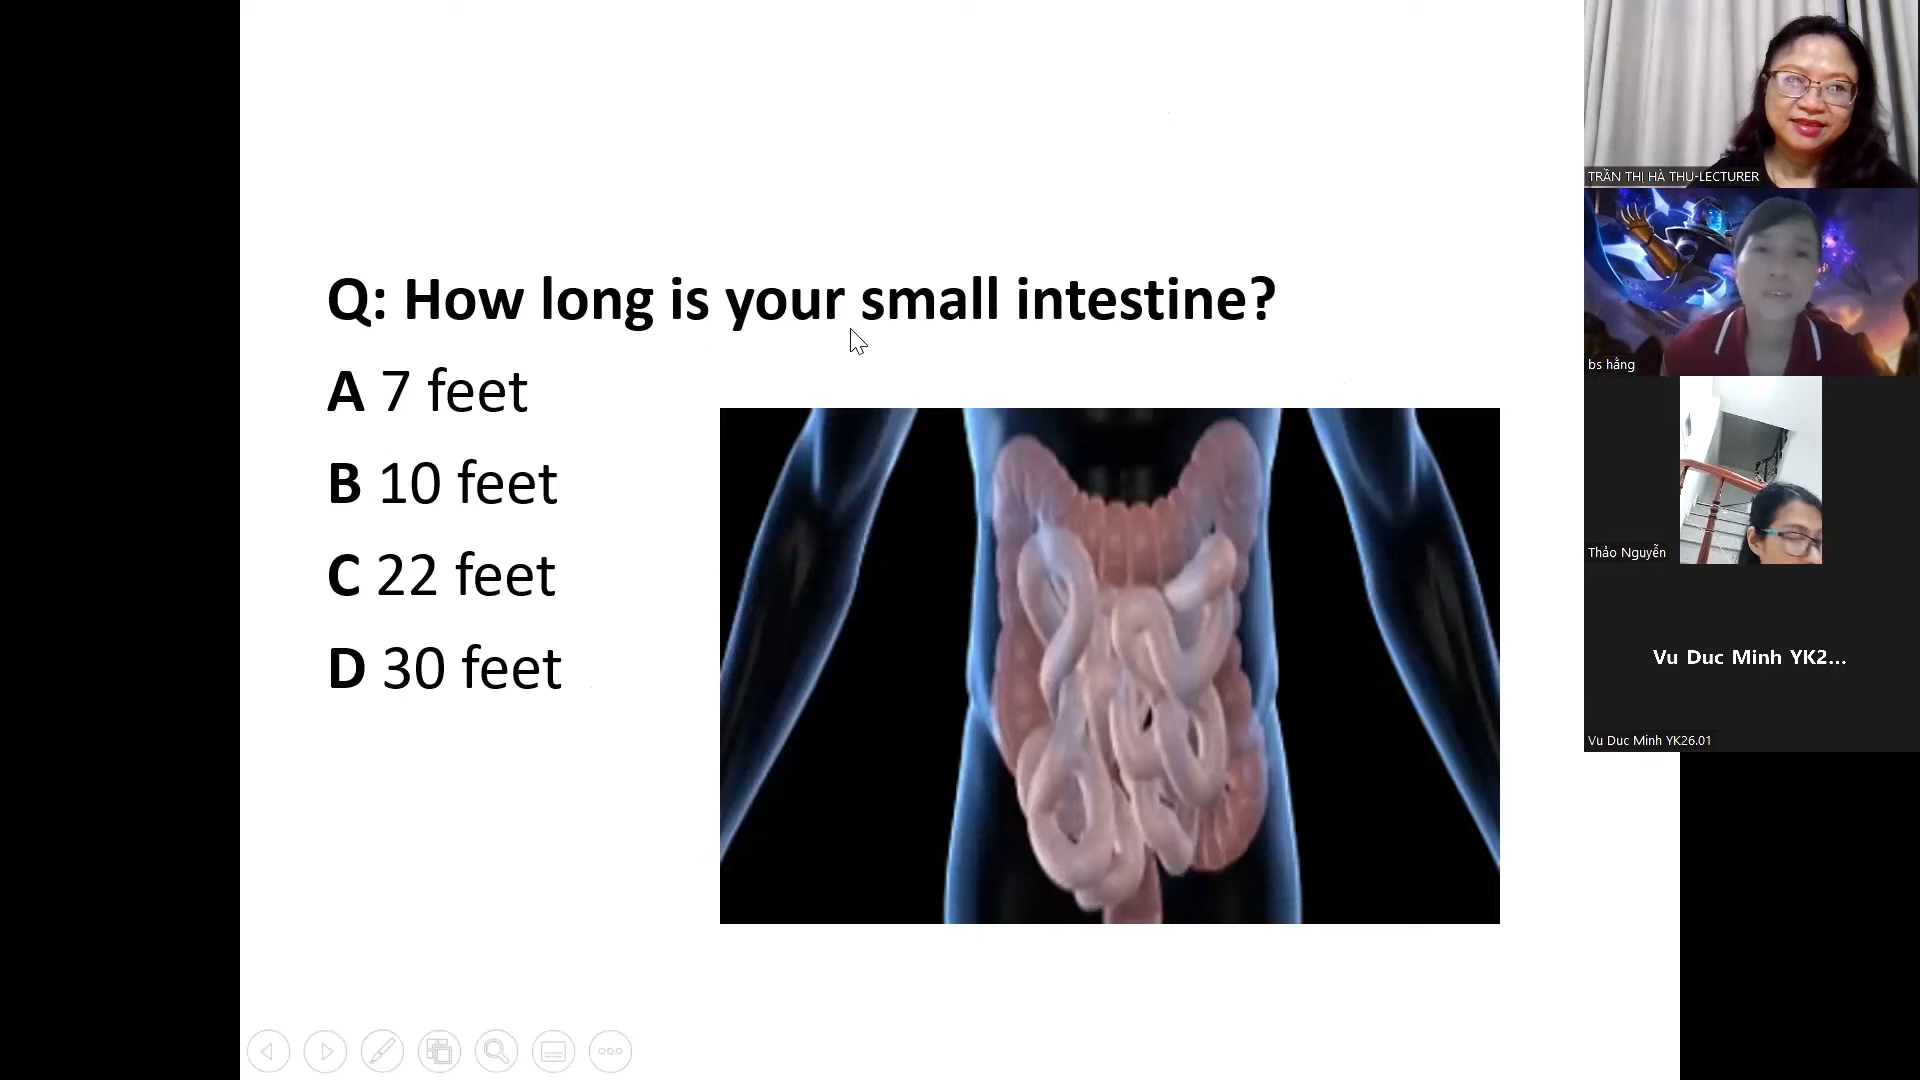 Q: How long is your small intestine?
A 7 feet
B 10 feet
C 22 feet
D 30 feet
TRẦN THỊ HÀ THU-LECTURER
bs hằng
Thảo Nguyễn
Vu Duc Minh YK2...
Vu Duc Minh YK26.01